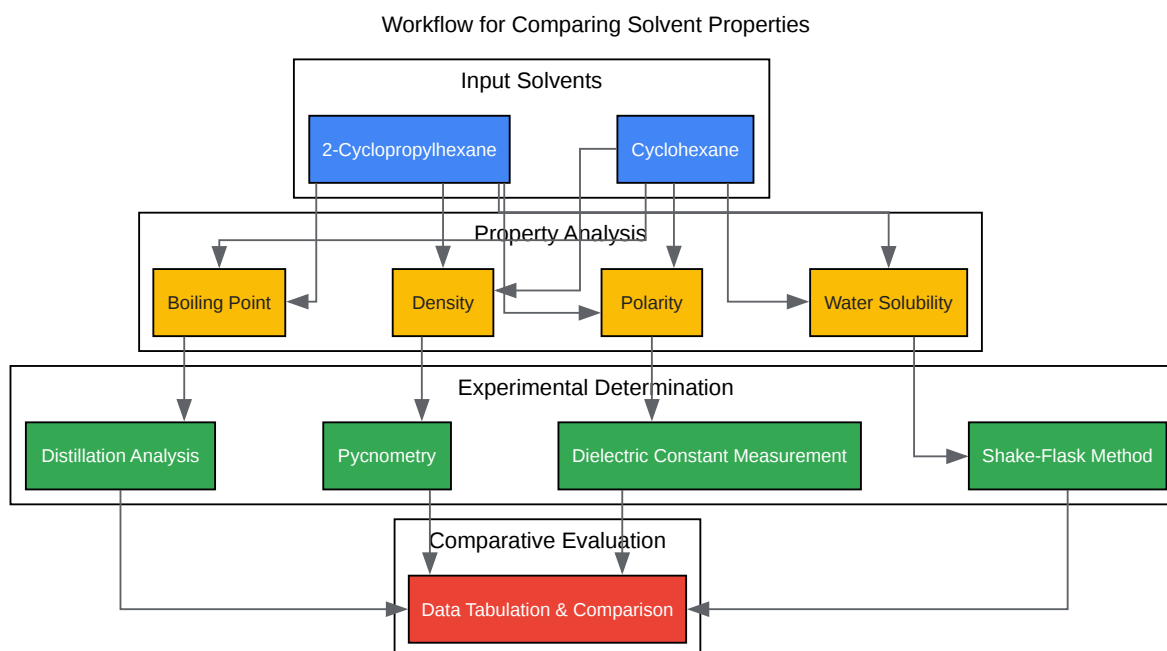 Workflow for Comparing Solvent Properties
Input Solvents
2-Cyclopropylhexane
Cyclohexane
Property Analysis
Boiling Point
Density
Polarity
Water Solubility
Experimental Determination
Distillation Analysis
Pycnometry
Dielectric Constant Measurement
Shake-Flask Method
Comparative Evaluation
Data Tabulation & Comparison